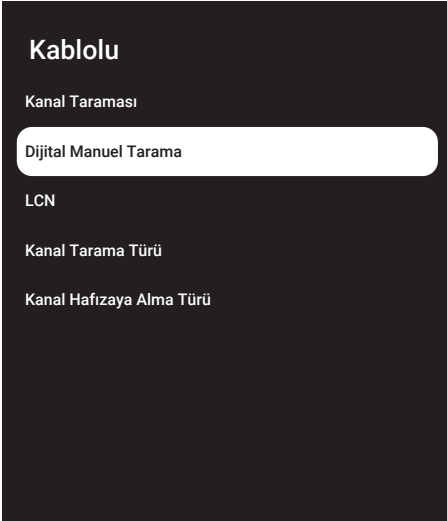 Kablolu
Kanal Taraması
Dijital Manuel Tarama
LCN
Kanal Tarama Türü
Kanal Hafızaya Alma Türü